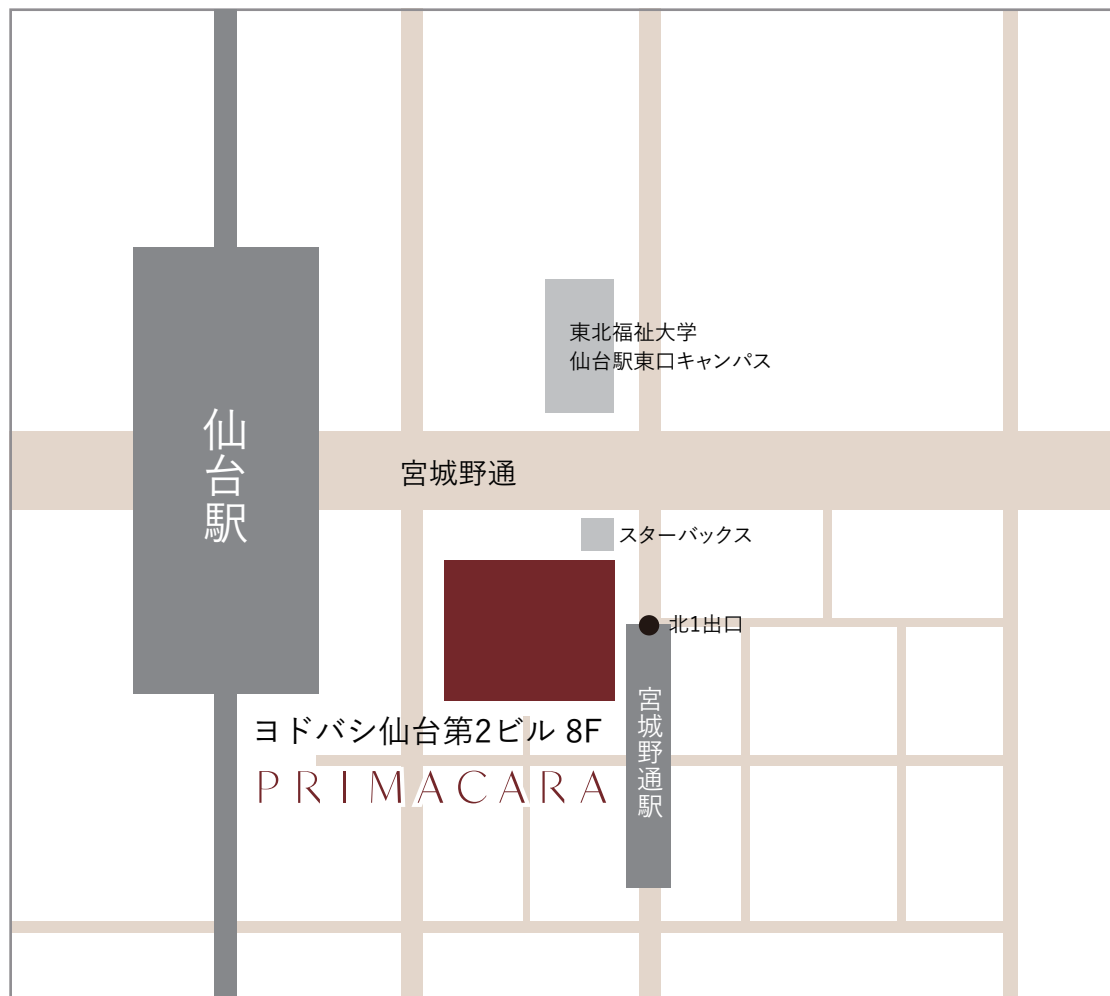 東北福祉大学
仙台駅東口キャンパス
仙台駅
宮城野通
スターバックス
北1出口
宮城野通駅
ヨドバシ仙台第2ビル 8F
PRIMACARA